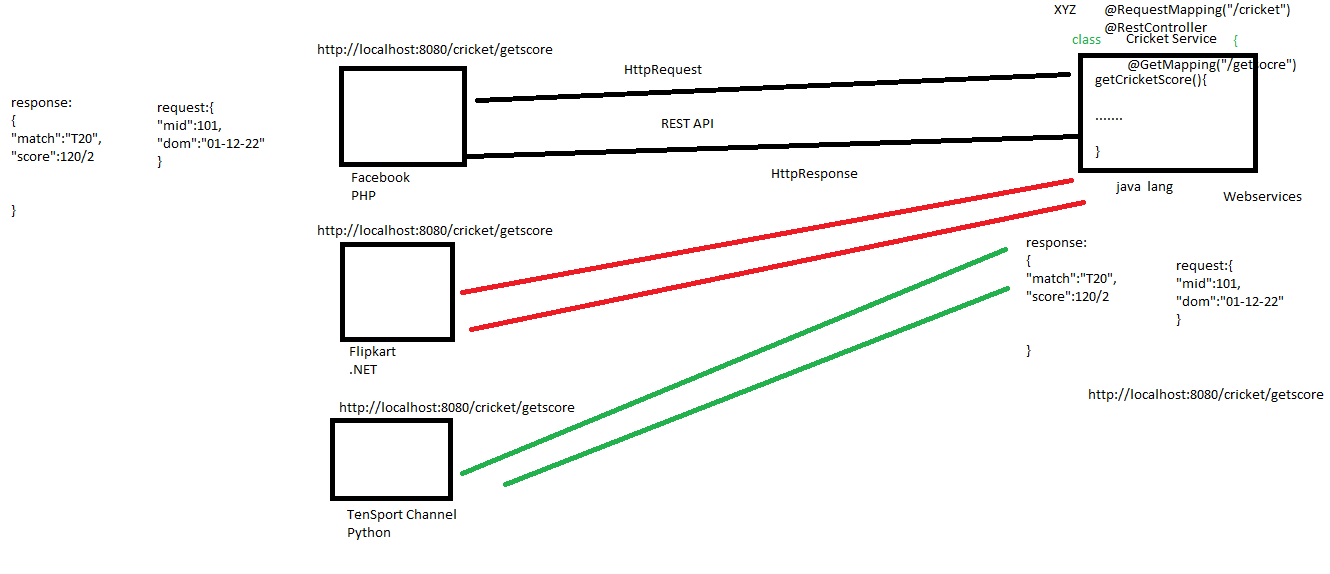 XYZ @RequestMapping("/cricket")
@RestController
class Cricket Service {
http://localhost:8080/cricket/getscore
HttpRequest
@GetMapping("/getsocre")
getCricketScore(){
.......
}
response:
{
"match":"T20",
"score":120/2
}
request:{
"mid":101,
"dom":"01-12-22"
}
REST API
HttpResponse
Facebook
PHP
java lang
Webservices
http://localhost:8080/cricket/getscore
Flipkart
.NET
response:
{
"match":"T20",
"score":120/2
}
request:{
"mid":101,
"dom":"01-12-22"
}
http://localhost:8080/cricket/getscore
http://localhost:8080/cricket/getscore
TenSport Channel
Python